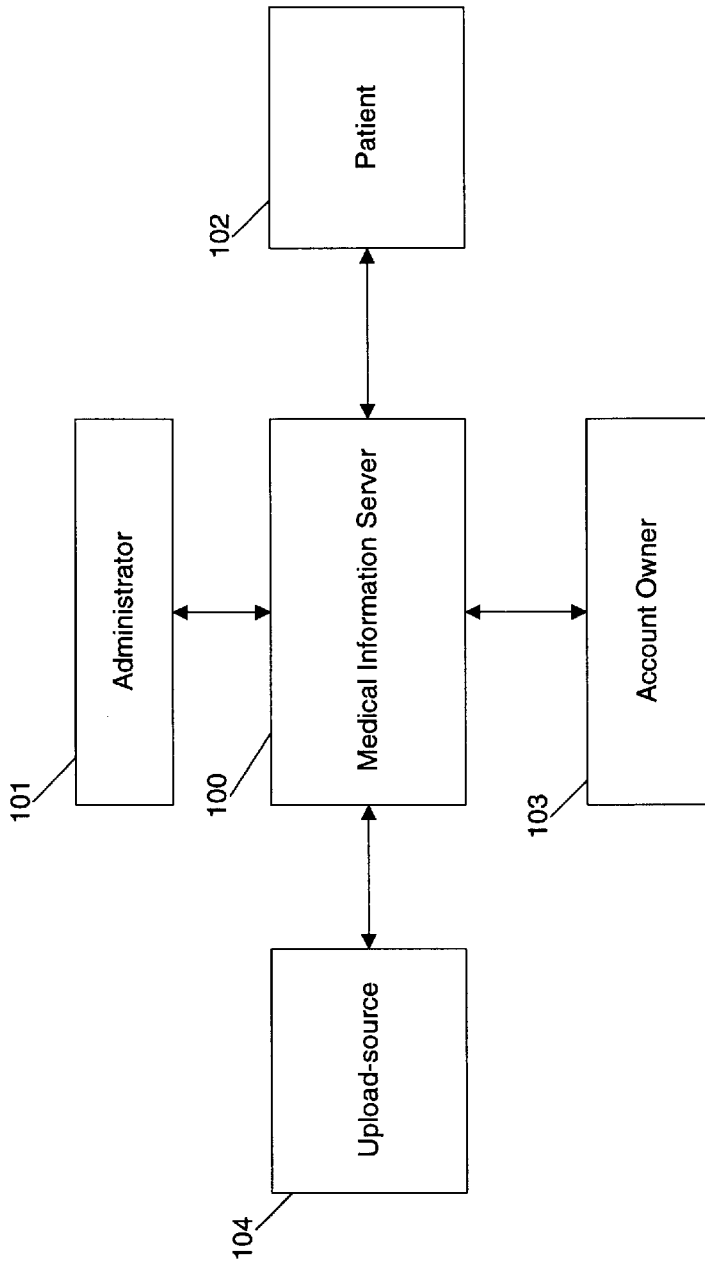 101
Administrator
104
Upload-source
100
Medical Information Server
102
Patient
103
Account Owner